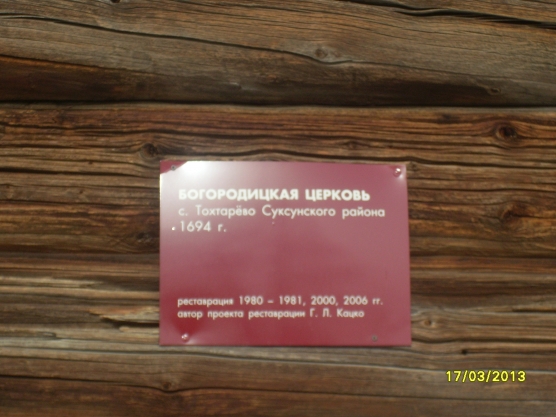 БОГОРОДИЦКАЯ ЦЕРКОВЬ
с. Тохтарёво Суксунского района
1694 г.
реставрация 1980 – 1981, 2000, 2006 гг.
автор проекта реставрации Г. Л. Кацко
17/03/2013